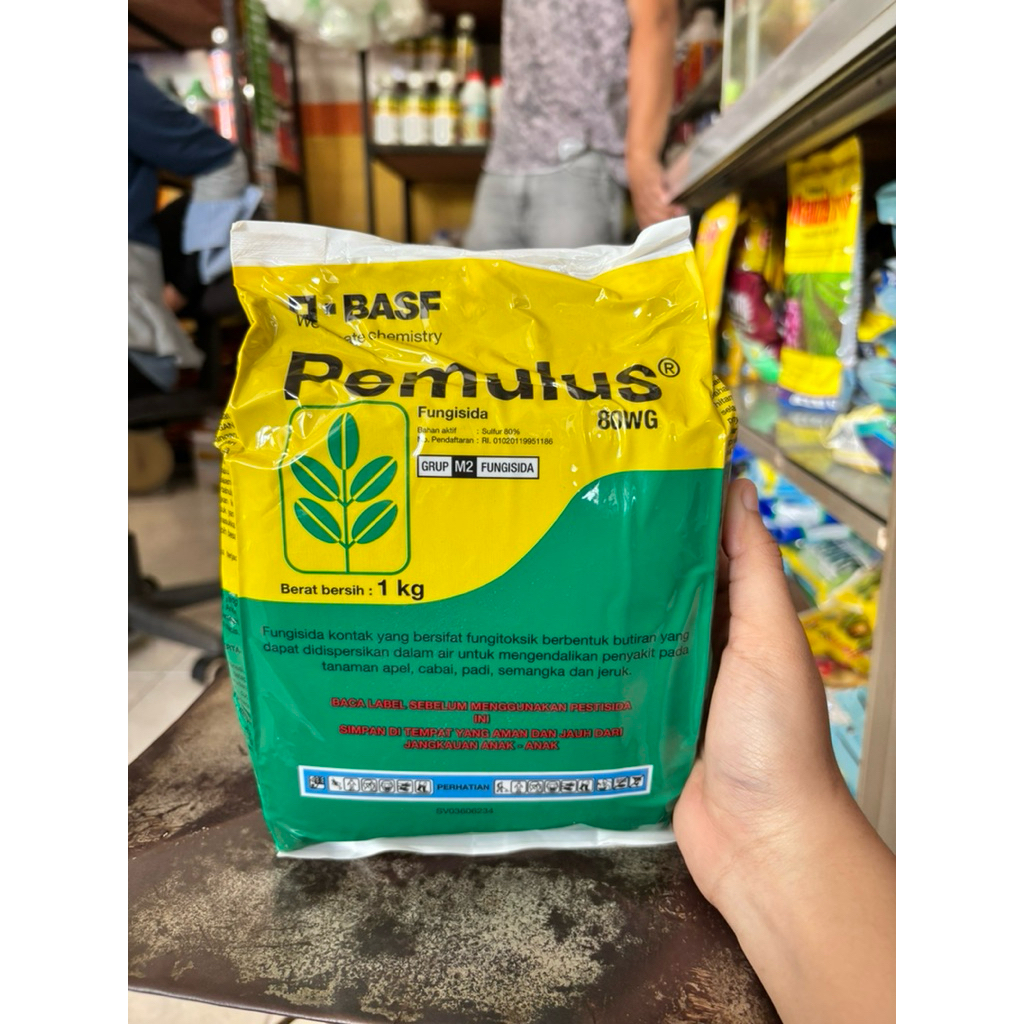 BASF
We ate chemistry
Pomulus®
80WG
Fungisida
Bahan aktif : Sulfur 80%
No. Pendaftaran : RI. 01020119951186
GRUP M2 FUNGISIDA
Berat bersih : 1 kg
Fungisida kontak yang bersifat fungitoksik berbentuk butiran yang
dapat didispersikan dalam air untuk mengendalikan penyakit pada
tanaman apel, cabai, padi, semangka dan jeruk.
BACA LABEL SEBELUM MENGGUNAKAN PESTISIDA
INI
SIMPAN DI TEMPAT YANG AMAN DAN JAUH DARI
JANGKAUAN ANAK - ANAK
PERHATIAN